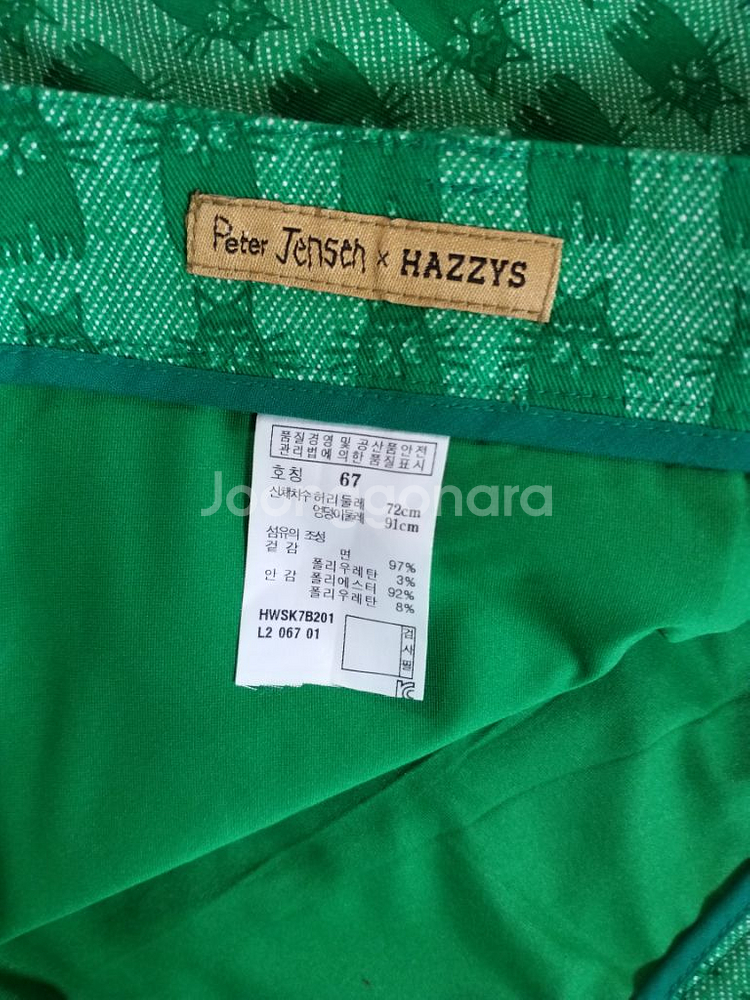 Peter Jensen × HAZZYS
품질경영 및 공산품안전
관리법에의한 품질표시
호칭 67
신체치수 허리둘레 72cm
엉덩이둘레 91cm
섬유의 조성
겉감 면 97%
폴리우레탄 3%
안감 폴리에스터 92%
폴리우레탄 8%
HWSK7B201
L2 067 01
검사필
Joonggonara